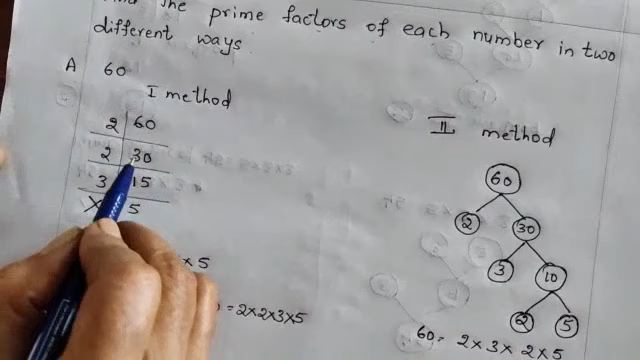 the prime factors of each number in two
different ways
A 60
I method
2 60
2 30
3 15
X 5
× 5
= 2×2×3×5
II method
60
2 30
3 10
2 5
60 = 2 × 3 × 2 × 5